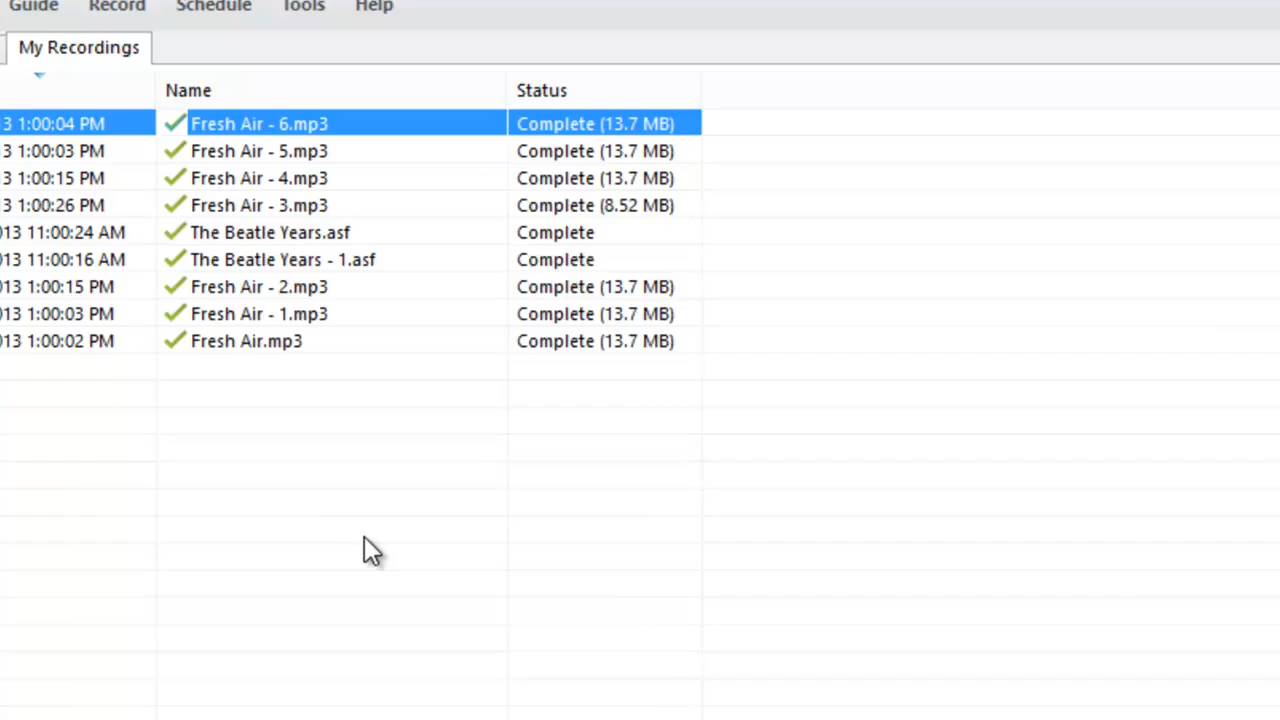 Guide Record Schedule Tools Help
My Recordings
Name Status
13 1:00:04 PM Fresh Air - 6.mp3 Complete (13.7 MB)
13 1:00:03 PM Fresh Air - 5.mp3 Complete (13.7 MB)
13 1:00:15 PM Fresh Air - 4.mp3 Complete (13.7 MB)
13 1:00:26 PM Fresh Air - 3.mp3 Complete (8.52 MB)
013 11:00:24 AM The Beatle Years.asf Complete
013 11:00:16 AM The Beatle Years - 1.asf Complete
013 1:00:15 PM Fresh Air - 2.mp3 Complete (13.7 MB)
013 1:00:03 PM Fresh Air - 1.mp3 Complete (13.7 MB)
013 1:00:02 PM Fresh Air.mp3 Complete (13.7 MB)